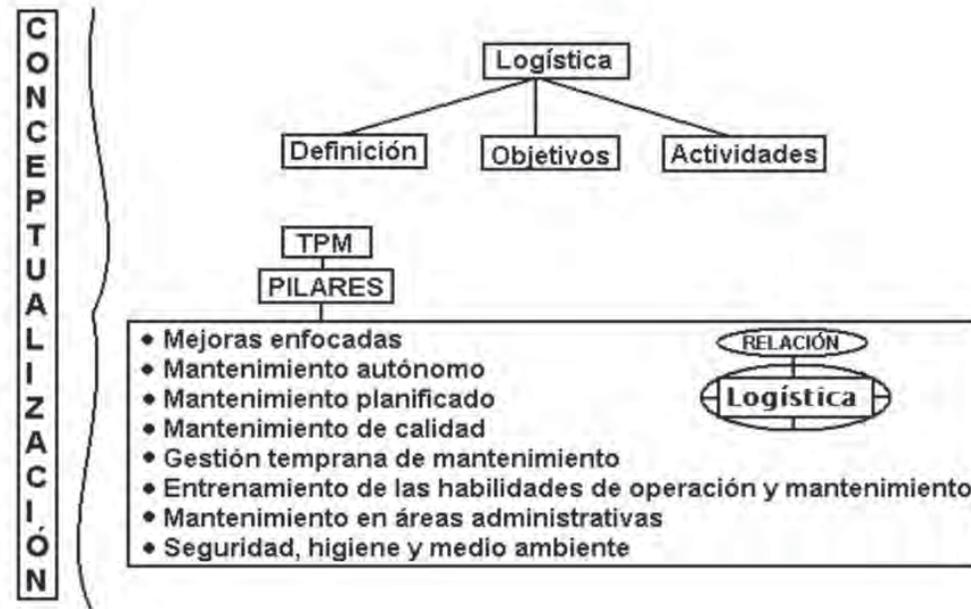 CONCEPTUALIZACIÓN
Logística
Definición
Objetivos
Actividades
TPM
PILARES
• Mejoras enfocadas
• Mantenimiento autónomo
• Mantenimiento planificado
• Mantenimiento de calidad
• Gestión temprana de mantenimiento
• Entrenamiento de las habilidades de operación y mantenimiento
• Mantenimiento en áreas administrativas
• Seguridad, higiene y medio ambiente
RELACIÓN
Logística